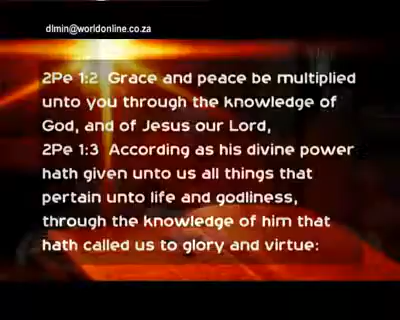 dlmin@worldonline.co.za
2Pe 1:2 Grace and peace be multiplied
unto you through the knowledge of
God, and of Jesus our Lord,
2Pe 1:3 According as his divine power
hath given unto us all things that
pertain unto life and godliness,
through the knowledge of him that
hath called us to glory and virtue: